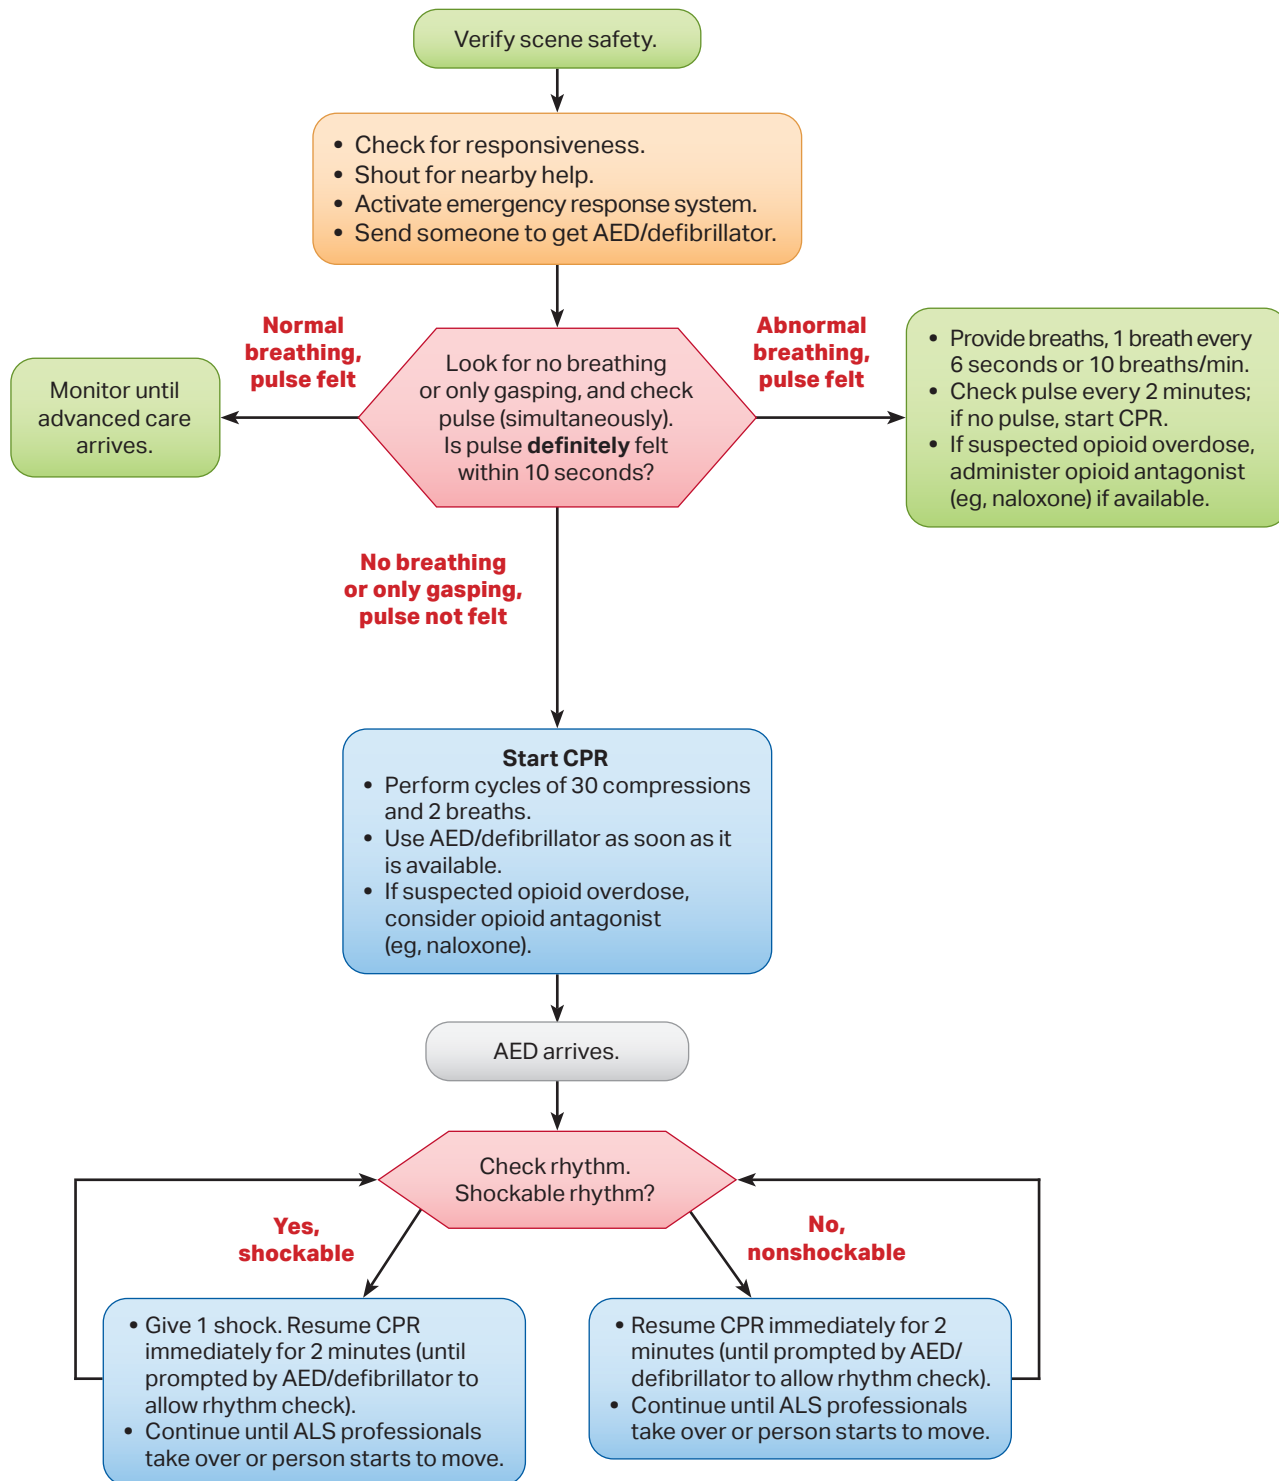 Verify scene safety.
• Check for responsiveness.
• Shout for nearby help.
• Activate emergency response system.
• Send someone to get AED/defibrillator.
Normal
breathing,
pulse felt
Abnormal
breathing,
pulse felt
Monitor until
advanced care
arrives.
Look for no breathing
or only gasping, and check
pulse (simultaneously).
Is pulse definitely felt
within 10 seconds?
• Provide breaths, 1 breath every
6 seconds or 10 breaths/min.
• Check pulse every 2 minutes;
if no pulse, start CPR.
• If suspected opioid overdose,
administer opioid antagonist
(eg, naloxone) if available.
No breathing
or only gasping,
pulse not felt
Start CPR
• Perform cycles of 30 compressions
and 2 breaths.
• Use AED/defibrillator as soon as it
is available.
• If suspected opioid overdose,
consider opioid antagonist
(eg, naloxone).
AED arrives.
Check rhythm.
Shockable rhythm?
Yes,
shockable
No,
nonshockable
• Give 1 shock. Resume CPR
immediately for 2 minutes (until
prompted by AED/defibrillator to
allow rhythm check).
• Continue until ALS professionals
take over or person starts to move.
• Resume CPR immediately for 2
minutes (until prompted by AED/
defibrillator to allow rhythm check).
• Continue until ALS professionals
take over or person starts to move.